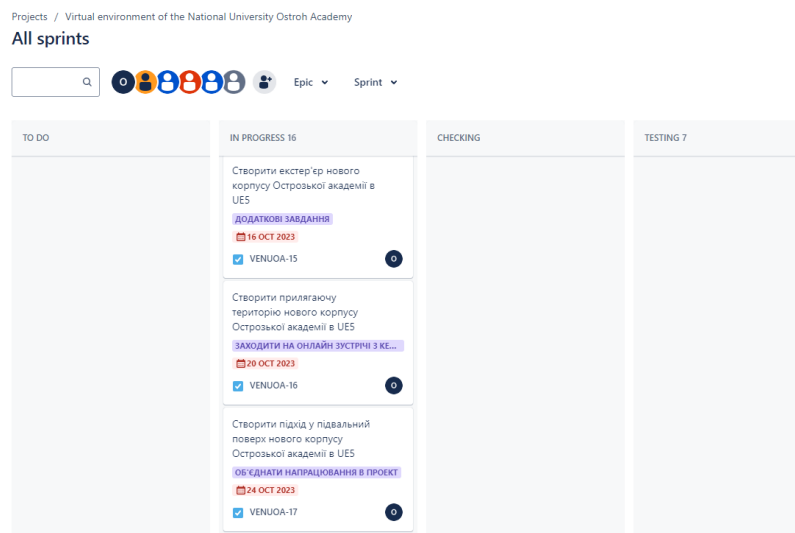 Projects / Virtual environment of the National University Ostroh Academy
All sprints
O
Epic
Sprint
TO DO
IN PROGRESS 16
CHECKING
TESTING 7
Створити екстер'єр нового
корпусу Острозької академії в
UE5
ДОДАТКОВІ ЗАВДАННЯ
16 OCT 2023
VENUOA-15
O
Створити прилягаючу
територію нового корпусу
Острозької академії в UE5
ЗАХОДИТИ НА ОНЛАЙН ЗУСТРІЧІ З КЕ...
20 OCT 2023
VENUOA-16
O
Створити підхід у підвальний
поверх нового корпусу
Острозької академії в UE5
ОБ'ЄДНАТИ НАПРАЦЮВАННЯ В ПРОЕКТ
24 OCT 2023
VENUOA-17
O